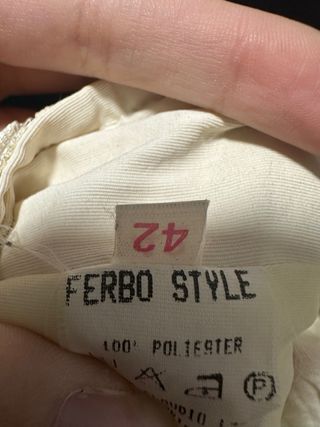 42
FERBO STYLE
100% POLIESTER
P